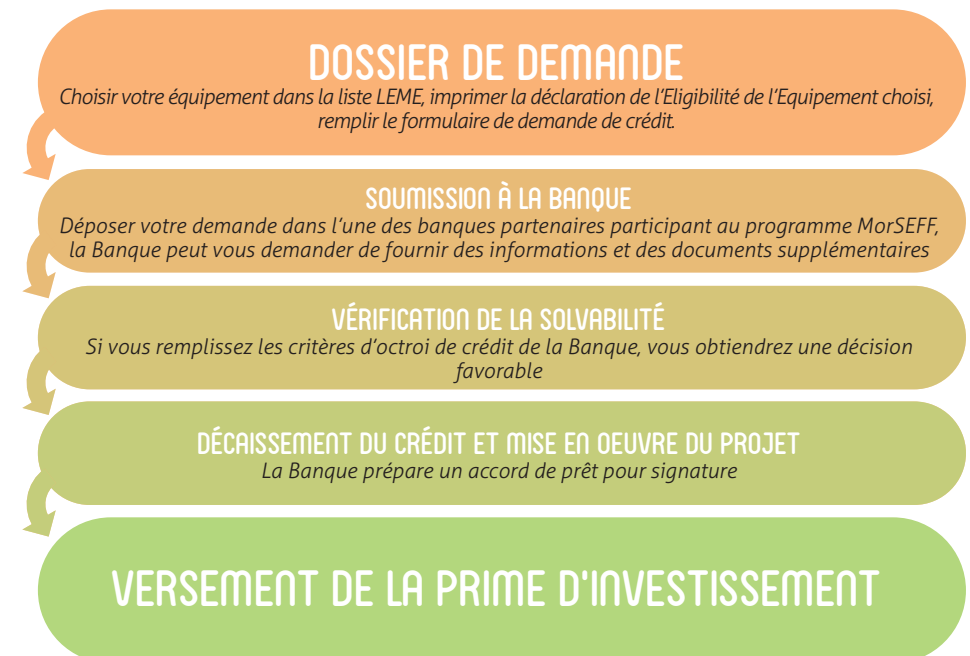 DOSSIER DE DEMANDE
Choisir votre équipement dans la liste LEME, imprimer la déclaration de l'Eligibilité de l'Equipement choisi,
remplir le formulaire de demande de crédit.
SOUMISSION À LA BANQUE
Déposer votre demande dans l'une des banques partenaires participant au programme MorSEFF,
la Banque peut vous demander de fournir des informations et des documents supplémentaires
VÉRIFICATION DE LA SOLVABILITÉ
Si vous remplissez les critères d'octroi de crédit de la Banque, vous obtiendrez une décision
favorable
DÉCAISSEMENT DU CRÉDIT ET MISE EN OEUVRE DU PROJET
La Banque prépare un accord de prêt pour signature
VERSEMENT DE LA PRIME D'INVESTISSEMENT